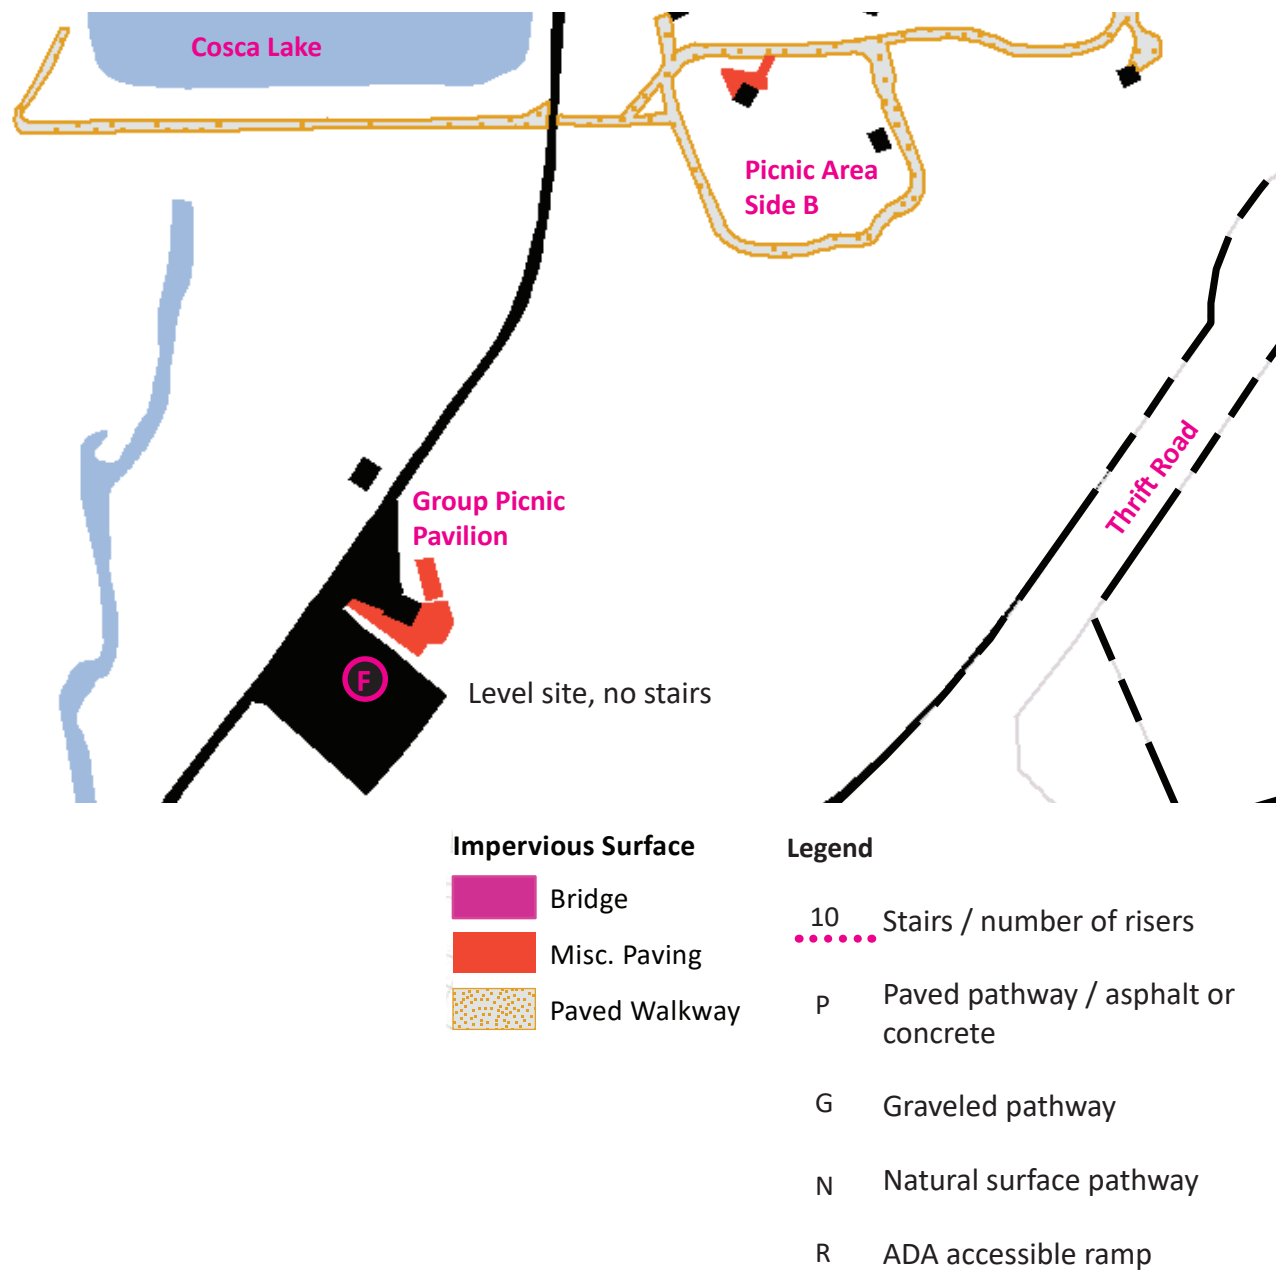 Cosca Lake
Picnic Area
Side B
Thrift Road
Group Picnic
Pavilion
F
Level site, no stairs
Impervious Surface
Bridge
Misc. Paving
Paved Walkway
Legend
10 Stairs / number of risers
P Paved pathway / asphalt or
concrete
G Graveled pathway
N Natural surface pathway
R ADA accessible ramp